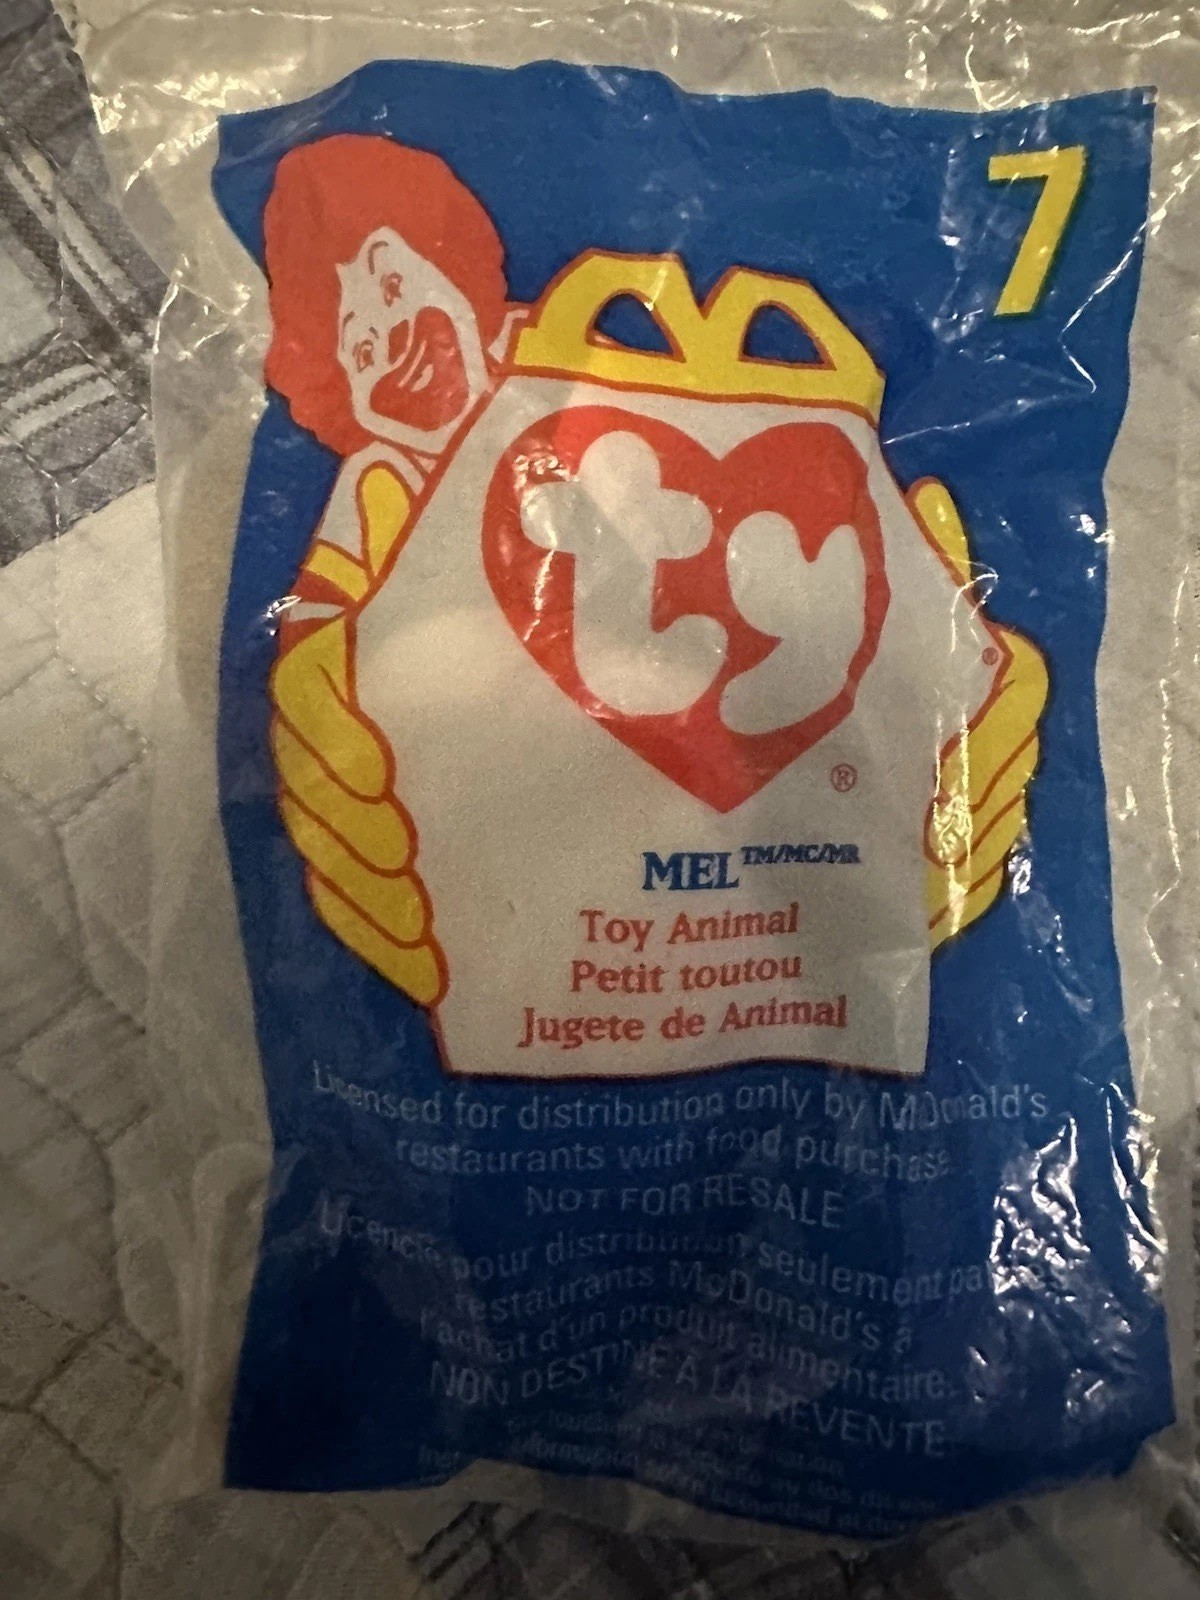 7
ty
®
®
MEL TM/MC/MR
Toy Animal
Petit toutou
Jugete de Animal
Licensed for distribution only by McDonald's
restaurants with food purchase.
NOT FOR RESALE
Licencié pour distribution seulement par les
restaurants McDonald's à
l'achat d'un produit alimentaire.
NON DESTINÉ À LA REVENTE